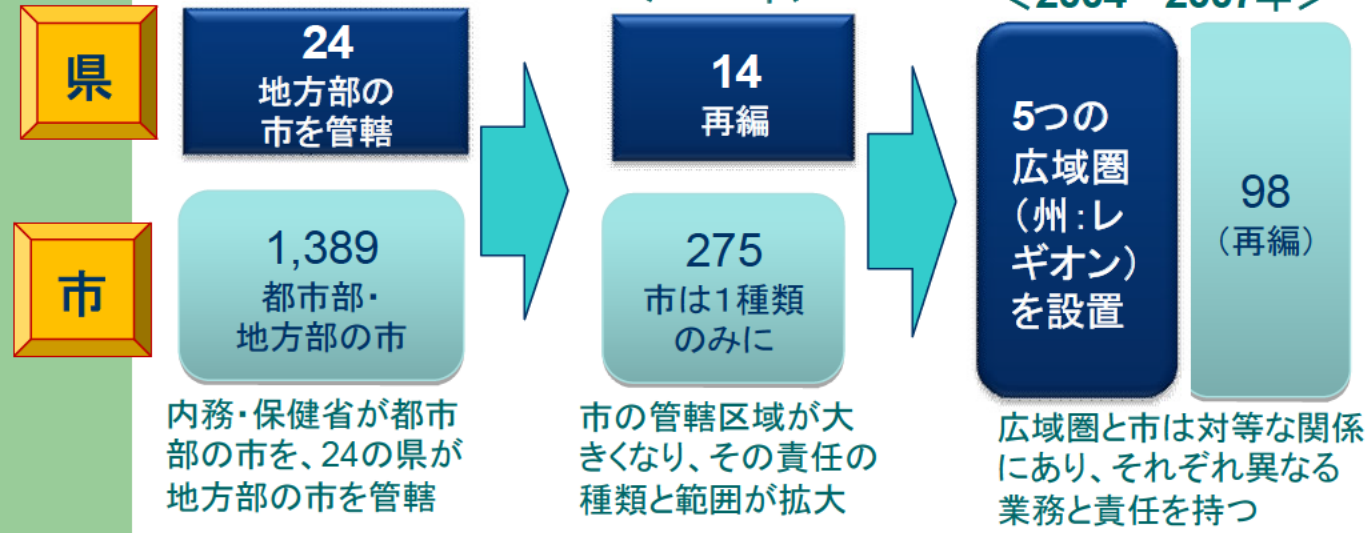 <2004 2007年>
県
24
地方部の
市を管轄
14
再編
5つの
広域圏
(州:レ
ギオン)
を設置
98
(再編)
市
1,389
都市部・
地方部の市
275
市は1種類
のみに
内務・保健省が都市
部の市を、24の県が
地方部の市を管轄
市の管轄区域が大
きくなり、その責任の
種類と範囲が拡大
広域圏と市は対等な関係
にあり、それぞれ異なる
業務と責任を持つ